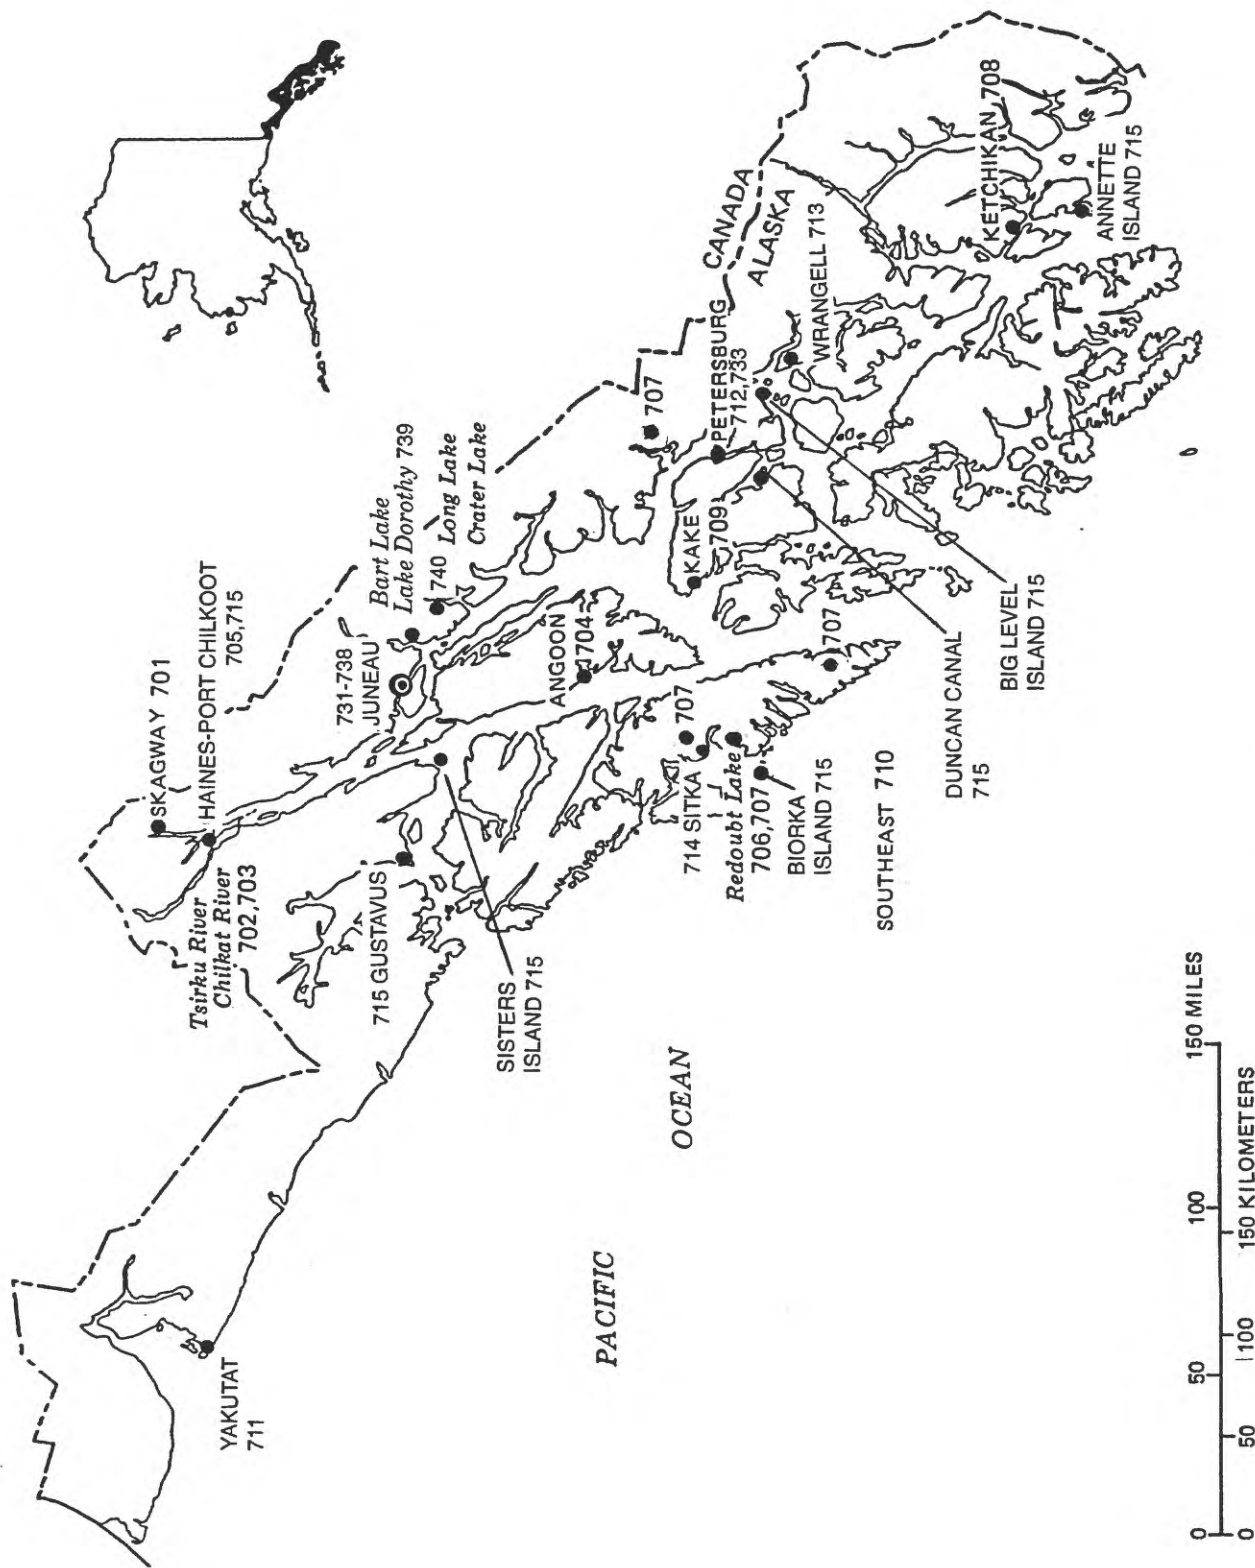 SKAGWAY 701
HAINES-PORT CHILKOOT
705,715
Tsirku River
Chilkat River
702,703
731-738
JUNEAU
Bart Lake
Lake Dorothy 739
740 Long Lake
Crater Lake
715 GUSTAVUS
SISTERS
ISLAND 715
ANGOON
704
YAKUTAT
711
707
KAKE
709
PETERSBURG
712,733
CANADA
ALASKA
WRANGELL 713
KETCHIKAN 708
ANNETTE
ISLAND 715
707
714 SITKA
Redoubt Lake
706,707
BIORKA
ISLAND 715
707
SOUTHEAST 710
DUNCAN CANAL
715
BIG LEVEL
ISLAND 715
PACIFIC
OCEAN
0 50 100 150 MILES
0 50 100 150 KILOMETERS